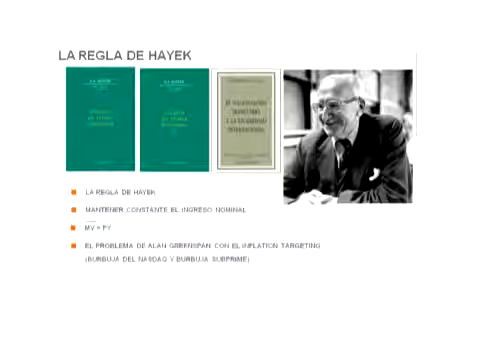 LA REGLA DE HAYEK
LA REGLA DE HAYEK
MANTENER CONSTANTE EL INGRESO NOMINAL
MV = PY
EL PROBLEMA DE ALAN GREENSPAN CON EL INFLATION TARGETING
(BURBUJA DEL NASDAQ Y BURBUJA SUBPRIME)